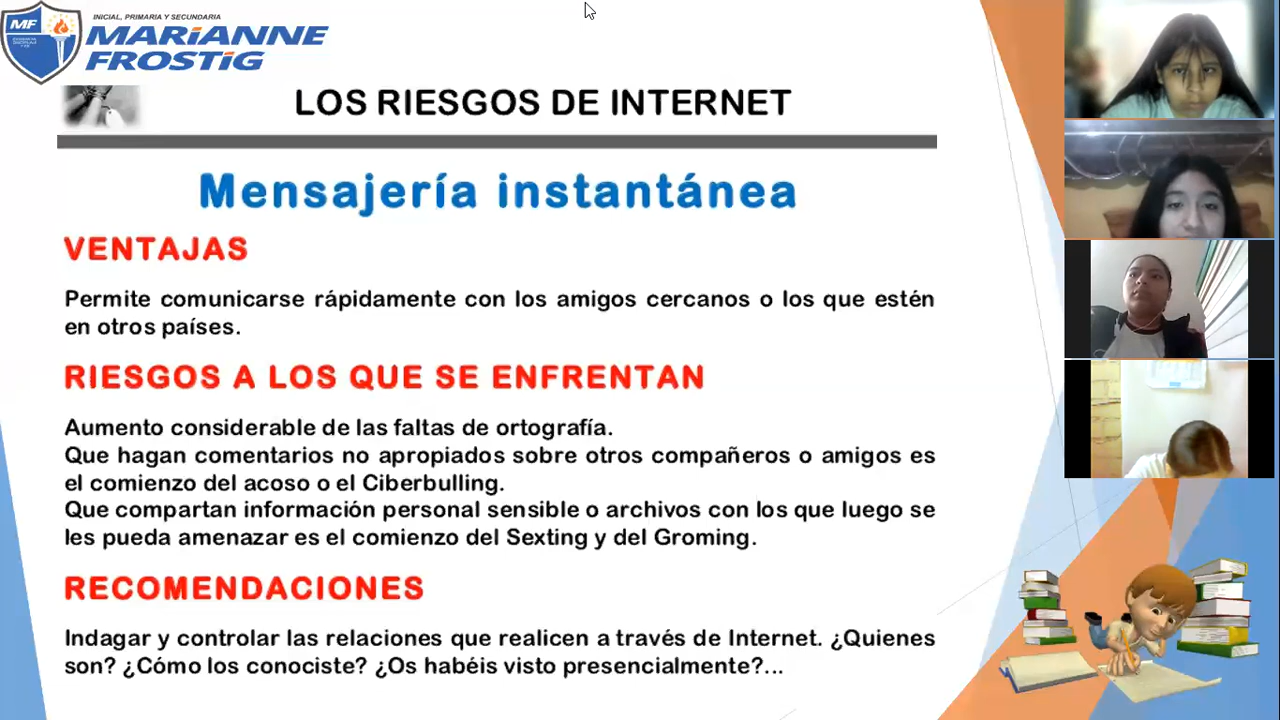 INICIAL, PRIMARIA Y SECUNDARIA
MF
MARiANNE
FROSTiG
LOS RIESGOS DE INTERNET
Mensajería instantánea
VENTAJAS
Permite comunicarse rápidamente con los amigos cercanos o los que estén
en otros países.
RIESGOS A LOS QUE SE ENFRENTAN
Aumento considerable de las faltas de ortografía.
Que hagan comentarios no apropiados sobre otros compañeros o amigos es
el comienzo del acoso o el Ciberbulling.
Que compartan información personal sensible o archivos con los que luego se
les pueda amenazar es el comienzo del Sexting y del Groming.
RECOMENDACIONES
Indagar y controlar las relaciones que realicen a través de Internet. ¿Quienes
son? ¿Cómo los conociste? ¿Os habéis visto presencialmente?...